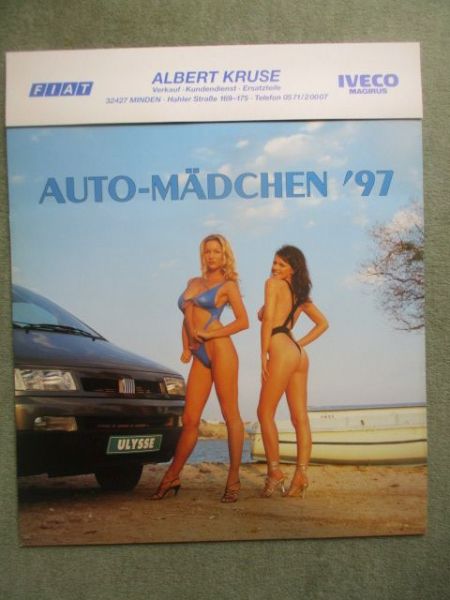 FIAT
ALBERT KRUSE
Verkauf · Kundendienst · Ersatzteile
32427 MINDEN · Hahler Straße 169-175 · Telefon 0571/20007
IVECO
MAGIRUS
AUTO-MÄDCHEN '97
ULYSSE